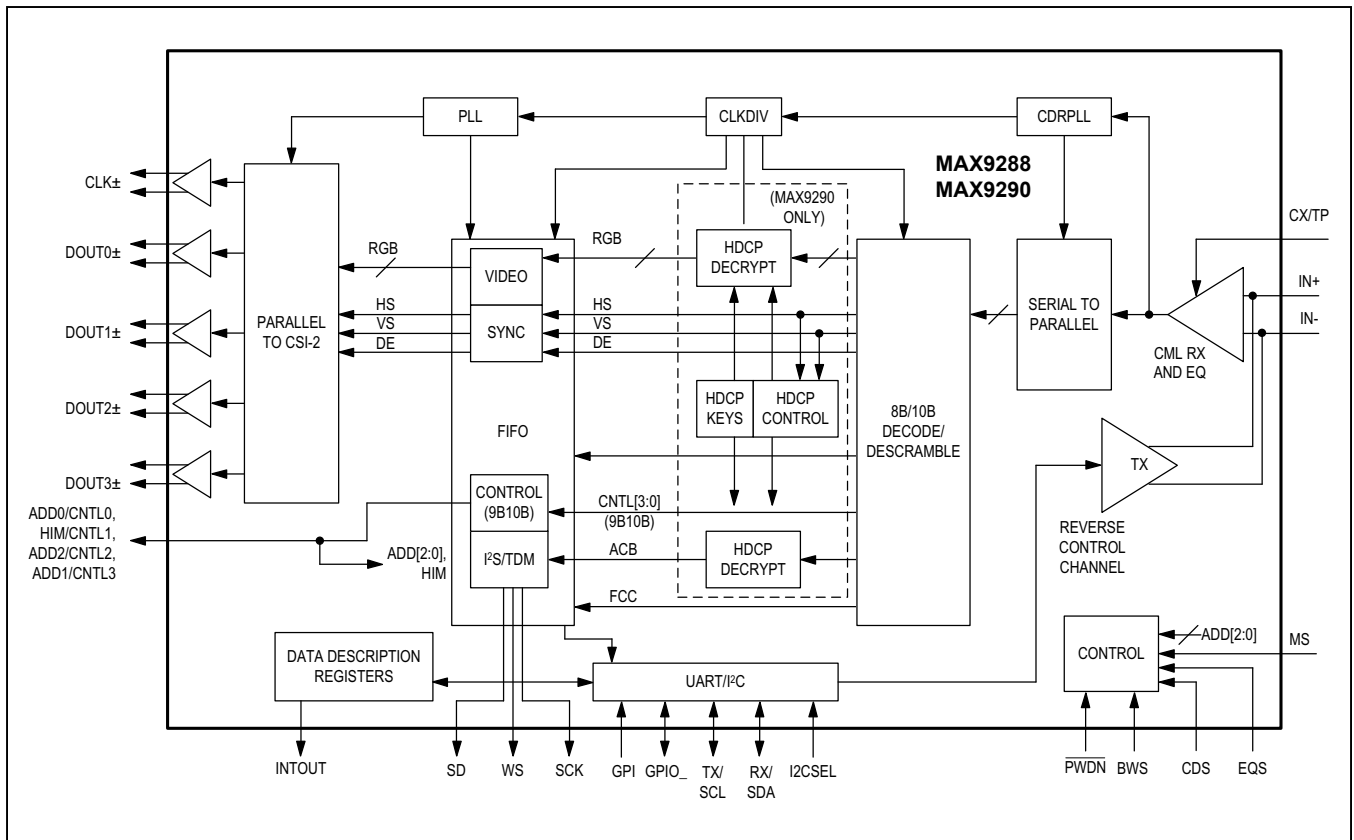 PLL
CLKDIV
CDRPLL
MAX9288
MAX9290
(MAX9290
ONLY)
CX/TP
IN+
IN-
CLK±
DOUT0±
DOUT1±
DOUT2±
DOUT3±
PARALLEL
TO CSI-2
RGB
HS
VS
DE
VIDEO
SYNC
FIFO
CONTROL
(9B10B)
I²S/TDM
RGB
HS
VS
DE
CNTL[3:0]
(9B10B)
ACB
FCC
HDCP
DECRYPT
HDCP
KEYS
HDCP
CONTROL
HDCP
DECRYPT
8B/10B
DECODE/
DESCRAMBLE
SERIAL TO
PARALLEL
CML RX
AND EQ
TX
REVERSE
CONTROL
CHANNEL
ADD0/CNTL0,
HIM/CNTL1,
ADD2/CNTL2,
ADD1/CNTL3
ADD[2:0],
HIM
DATA DESCRIPTION
REGISTERS
UART/I²C
CONTROL
ADD[2:0]
MS
INTOUT
SD
WS
SCK
GPI
GPIO_
TX/
SCL
RX/
SDA
I2CSEL
PWDN
BWS
CDS
EQS